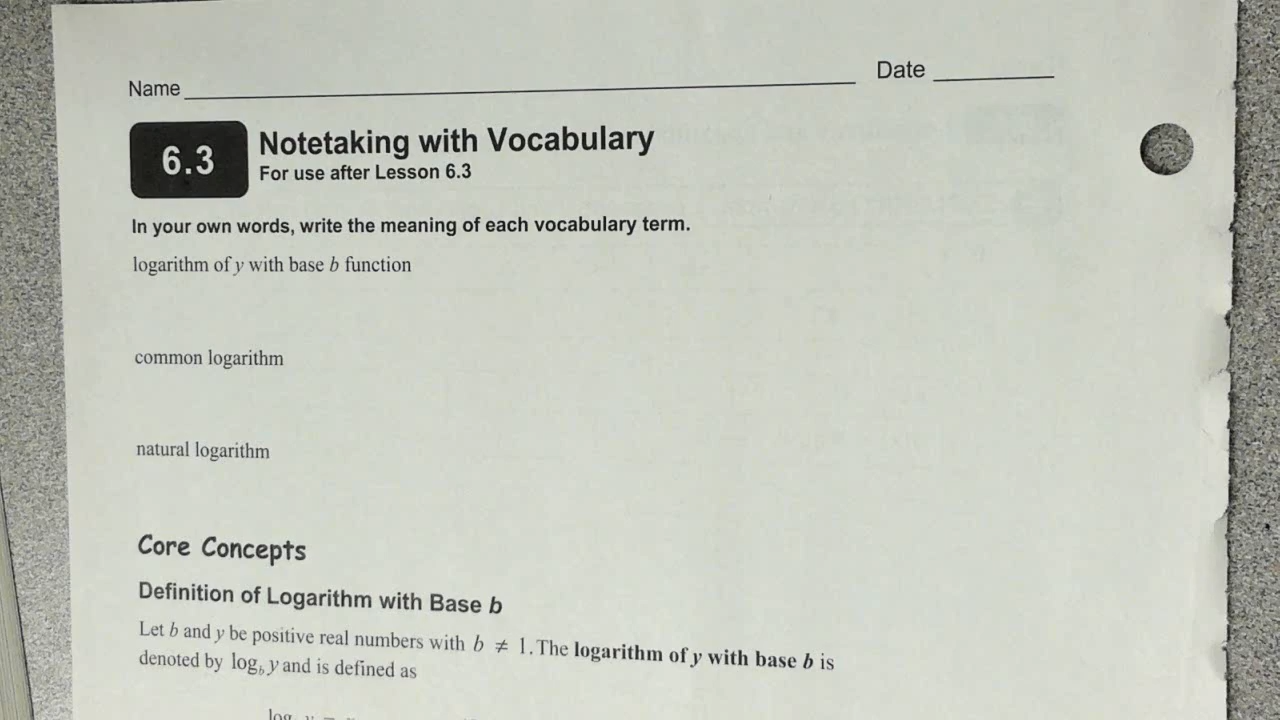 Name Date
6.3 Notetaking with Vocabulary
For use after Lesson 6.3
In your own words, write the meaning of each vocabulary term.
logarithm of y with base b function
common logarithm
natural logarithm
Core Concepts
Definition of Logarithm with Base b
Let b and y be positive real numbers with b ≠ 1. The logarithm of y with base b is
denoted by log_b y and is defined as